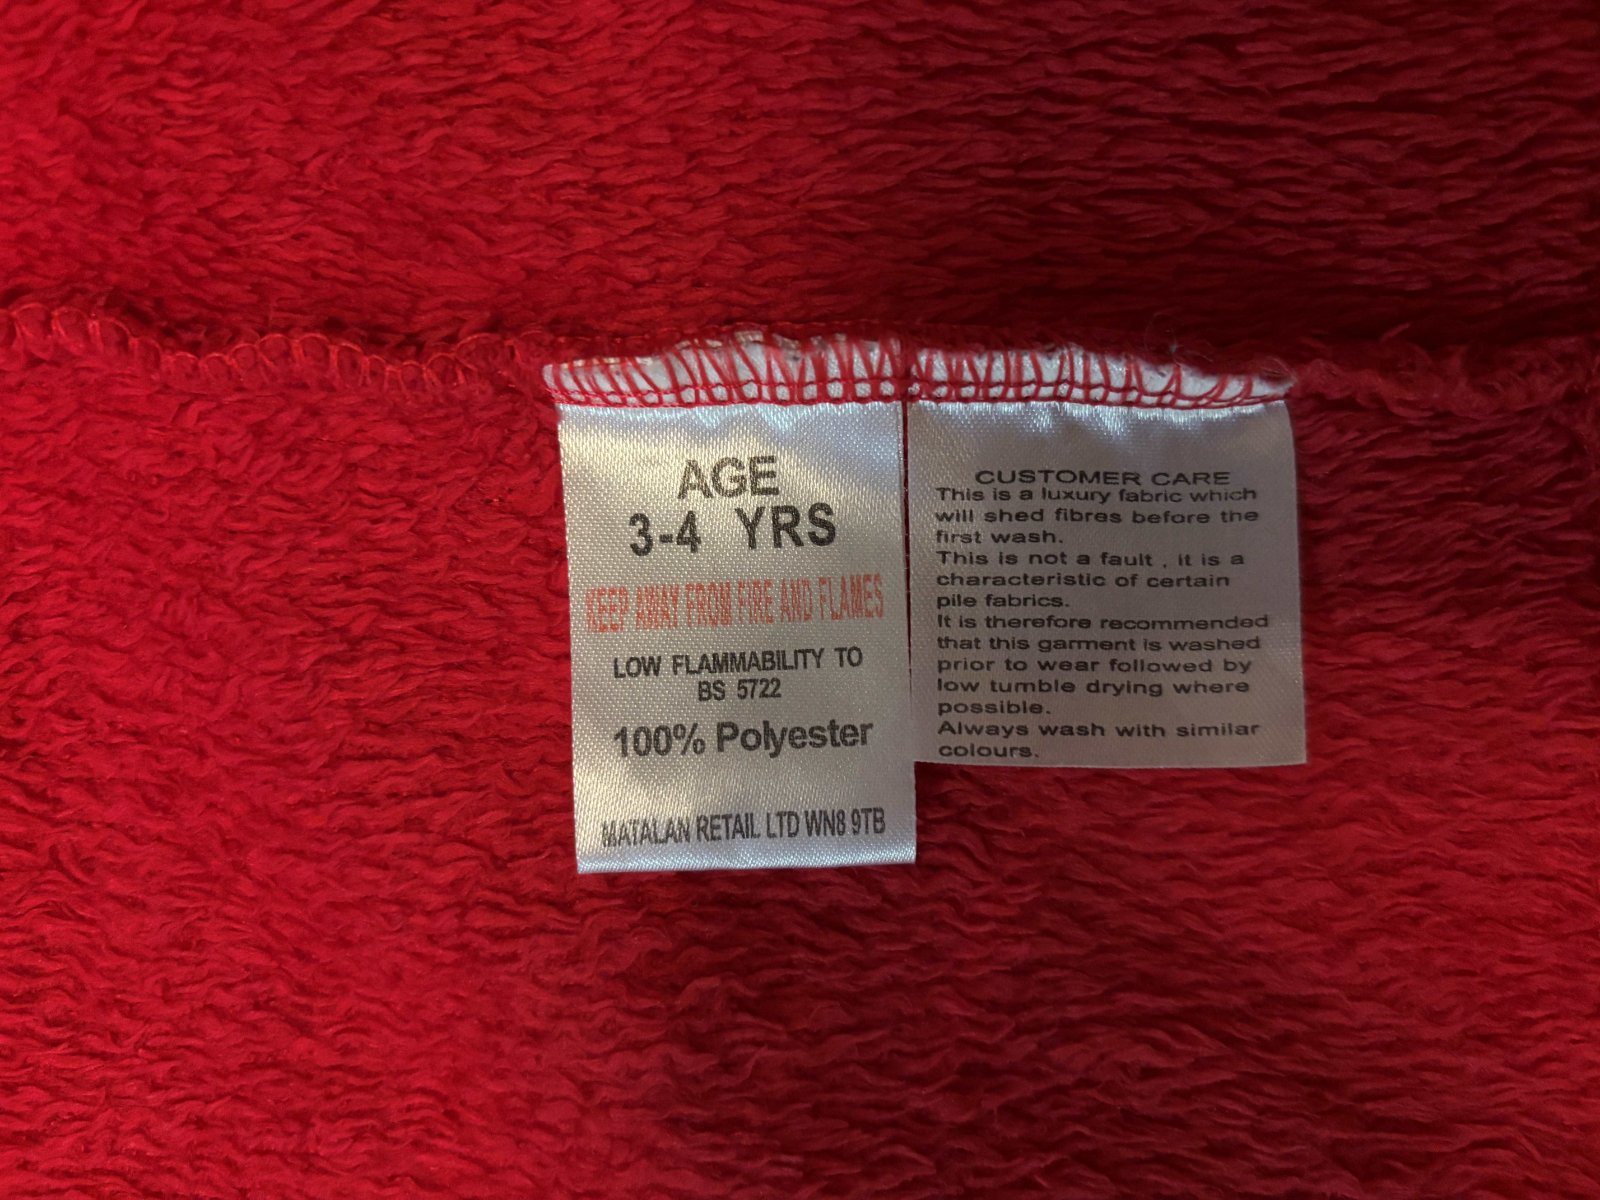 AGE
3-4 YRS
KEEP AWAY FROM FIRE AND FLAMES
LOW FLAMMABILITY TO
BS 5722
100% Polyester
MATALAN RETAIL LTD WN8 9TB
CUSTOMER CARE
This is a luxury fabric which
will shed fibres before the
first wash.
This is not a fault , it is a
characteristic of certain
pile fabrics.
It is therefore recommended
that this garment is washed
prior to wear followed by
low tumble drying where
possible.
Always wash with similar
colours.